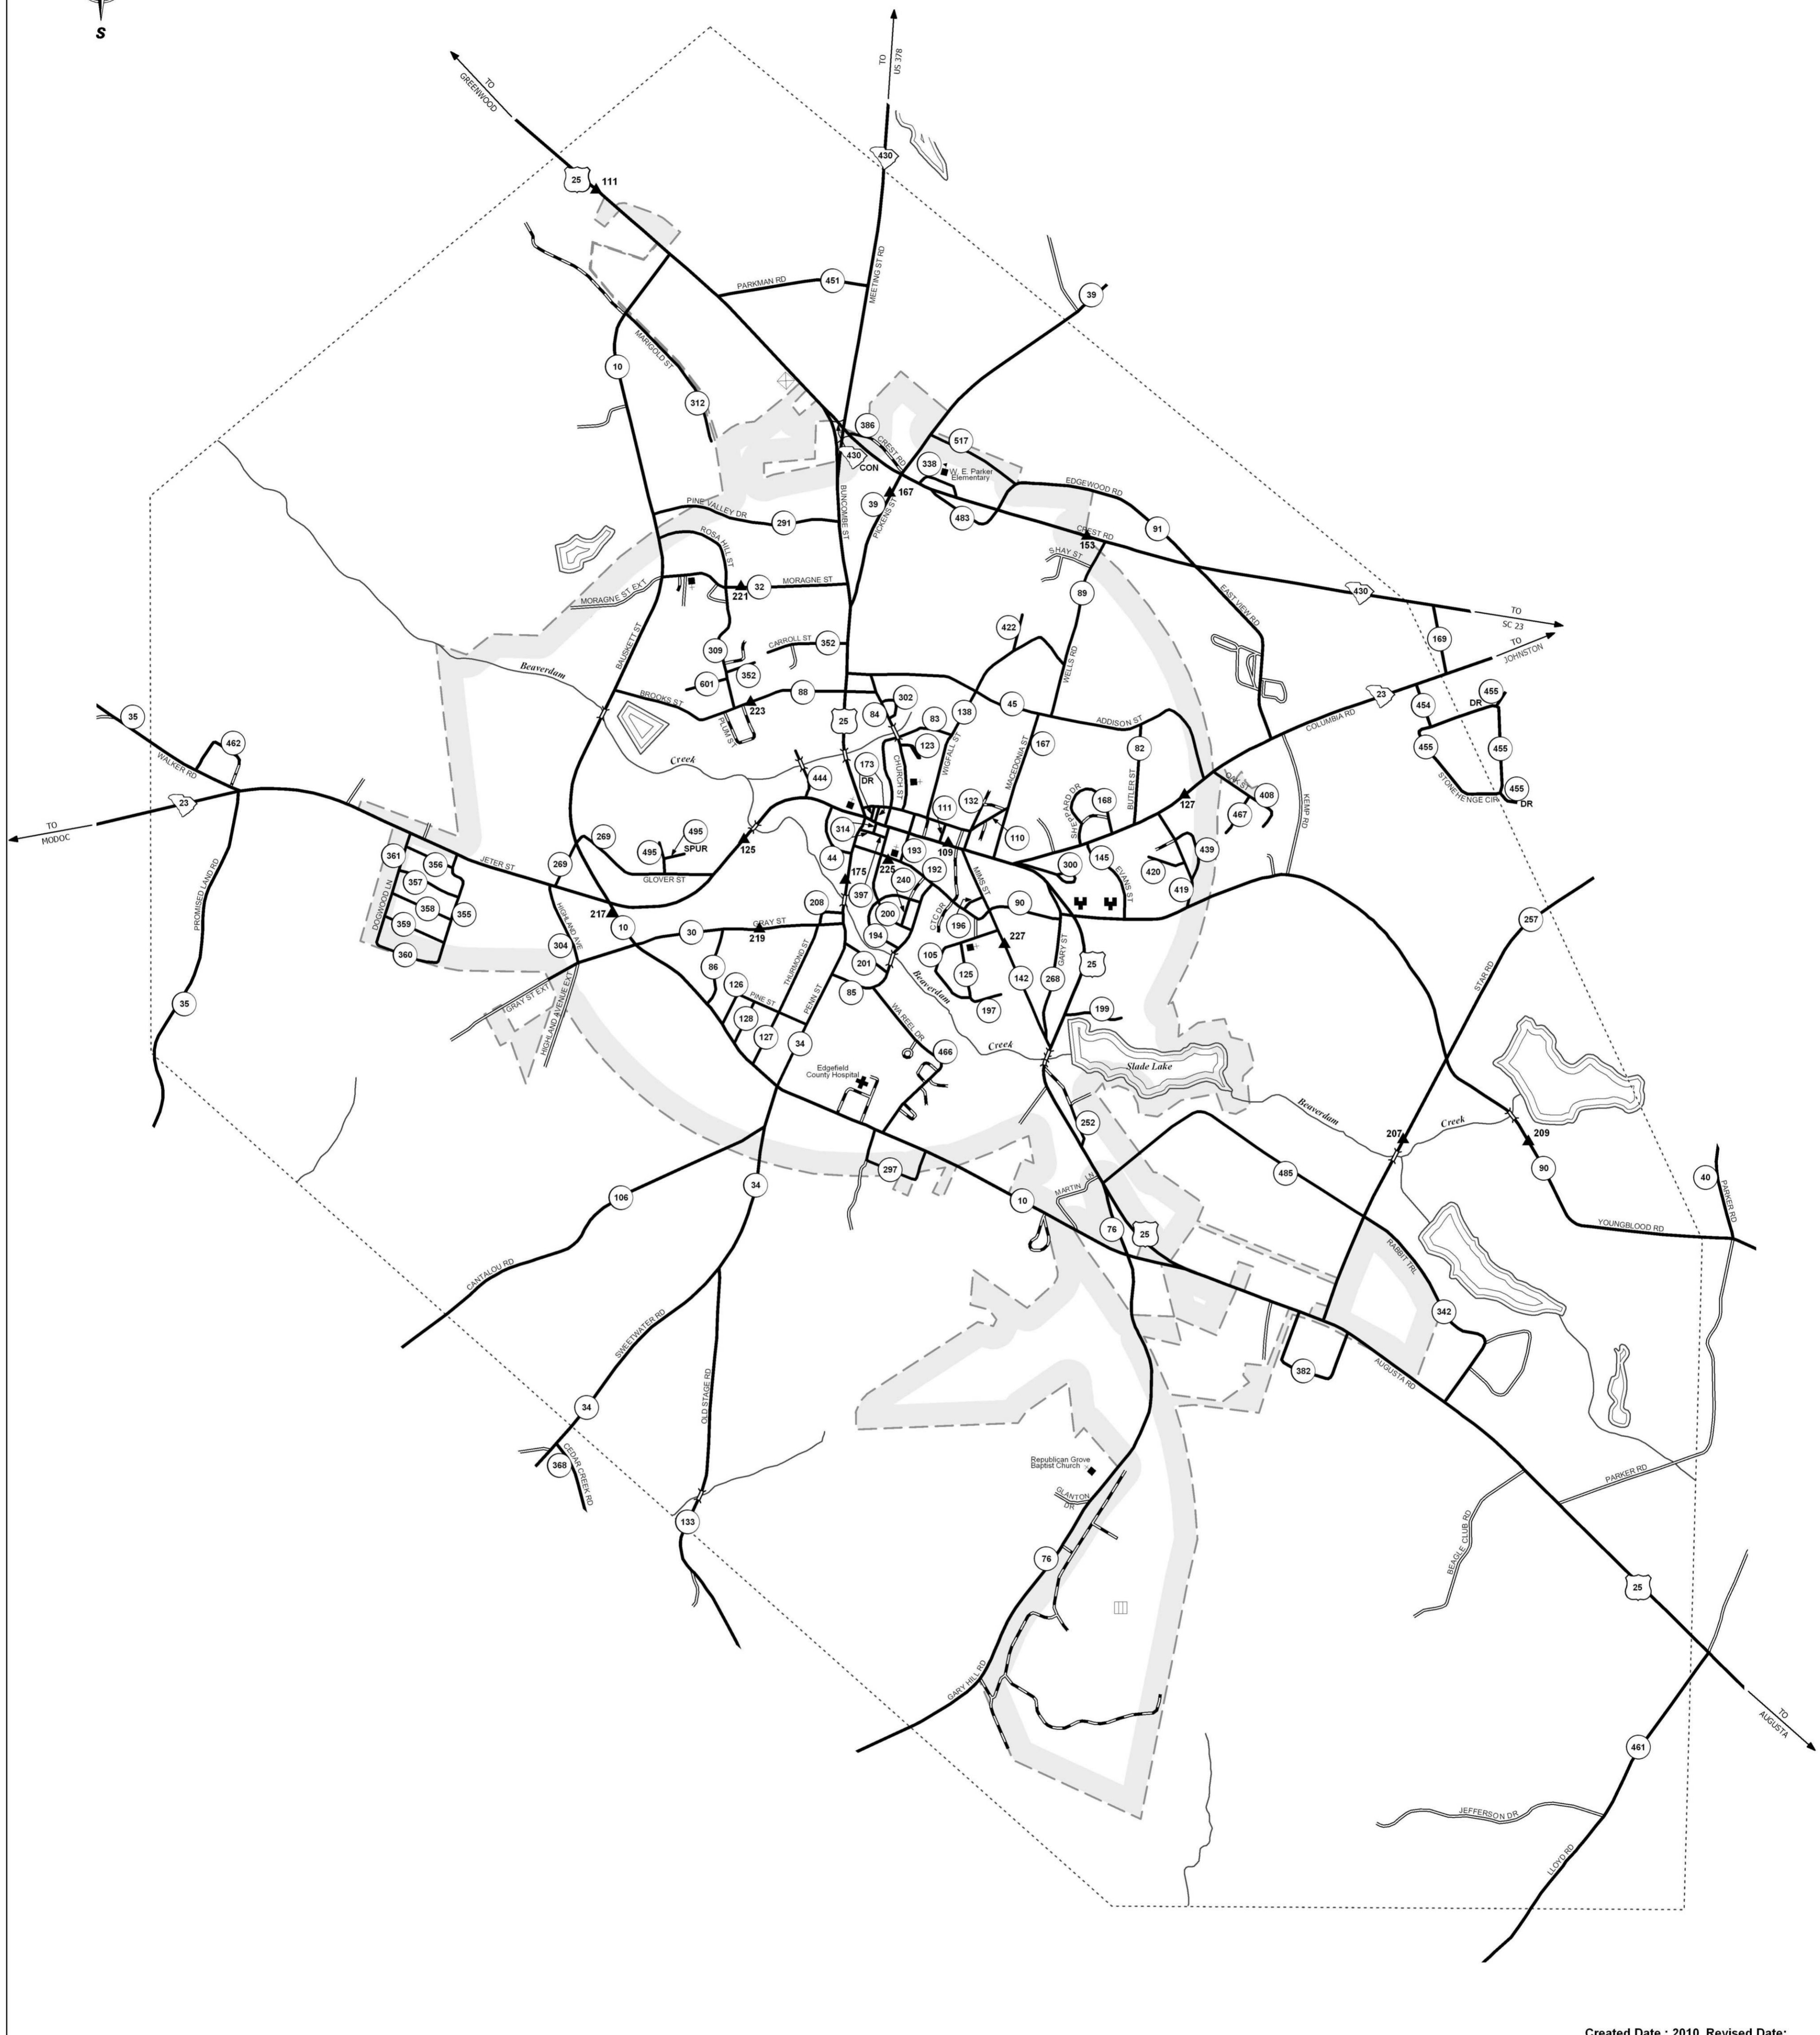 S
TO
GREENWOOD
TO
US 378
430
25
111
PARKMAN RD
451
MEETING ST RD
39
MARIGOLD ST
10
312
386
CREST RD
430
CON
517
338
W. E. Parker
Elementary
EDGEWOOD RD
167
39
PICKENS ST
483
91
CREST RD
153
PINE VALLEY DR
291
BUNCOMBE ST
ROSA HILL ST
SHAY ST
MORAGNE ST EXT
221
32
MORAGNE ST
89
EAST VIEW RD
430
TO
SC 23
TO
JOHNSTON
169
422
BAUSKETT ST
309
CARROLL ST
352
WELLS RD
Beaverdam
601
352
88
BROOKS ST
223
PLUM ST
302
84
25
83
138
45
ADDISON ST
23
COLUMBIA RD
454
455
DR
455
455
STONEHENGE CIR
455
DR
35
462
WALKER RD
23
TO
MODOC
Creek
444
173
DR
123
CHURCH ST
WIGFALL ST
MACEDONIA ST
167
82
BUTLER ST
OAK ST
408
467
127
KEMP RD
SHEPPARD DR
168
132
111
110
109
314
44
193
225
192
240
175
397
208
200
194
201
85
125
495
SPUR
495
269
269
GLOVER ST
JETER ST
361
356
357
358
355
359
360
DOGWOOD LN
PROMISED LAND RD
35
217
10
HIGHLAND AVE
304
30
GRAY ST
219
GRAY ST EXT
HIGHLAND AVENUE EXT
86
126
PINE ST
128
127
THURMOND ST
PENN ST
34
WA REEL DR
466
Edgefield
County Hospital
MIMS ST
90
CTC DR
196
105
125
197
227
142
268
GARY ST
25
199
300
145
EVANS ST
420
419
439
Beaverdam
Creek
Slade Lake
252
Beaverdam
Creek
207
209
90
257
STAR RD
40
PARKER RD
YOUNGBLOOD RD
485
RABBIT TRL
342
297
106
CANTALOU RD
34
10
MARTIN LN
76
25
SWEETWATER RD
OLD STAGE RD
382
AUGUSTA RD
34
368
CEDAR CREEK RD
133
Republican Grove
Baptist Church
GLANTON
DR
76
GARY HILL RD
BEAGLE CLUB RD
PARKER RD
25
TO
AUGUSTA
461
JEFFERSON DR
LLOYD RD
Created Date : 2010 Revised Date: